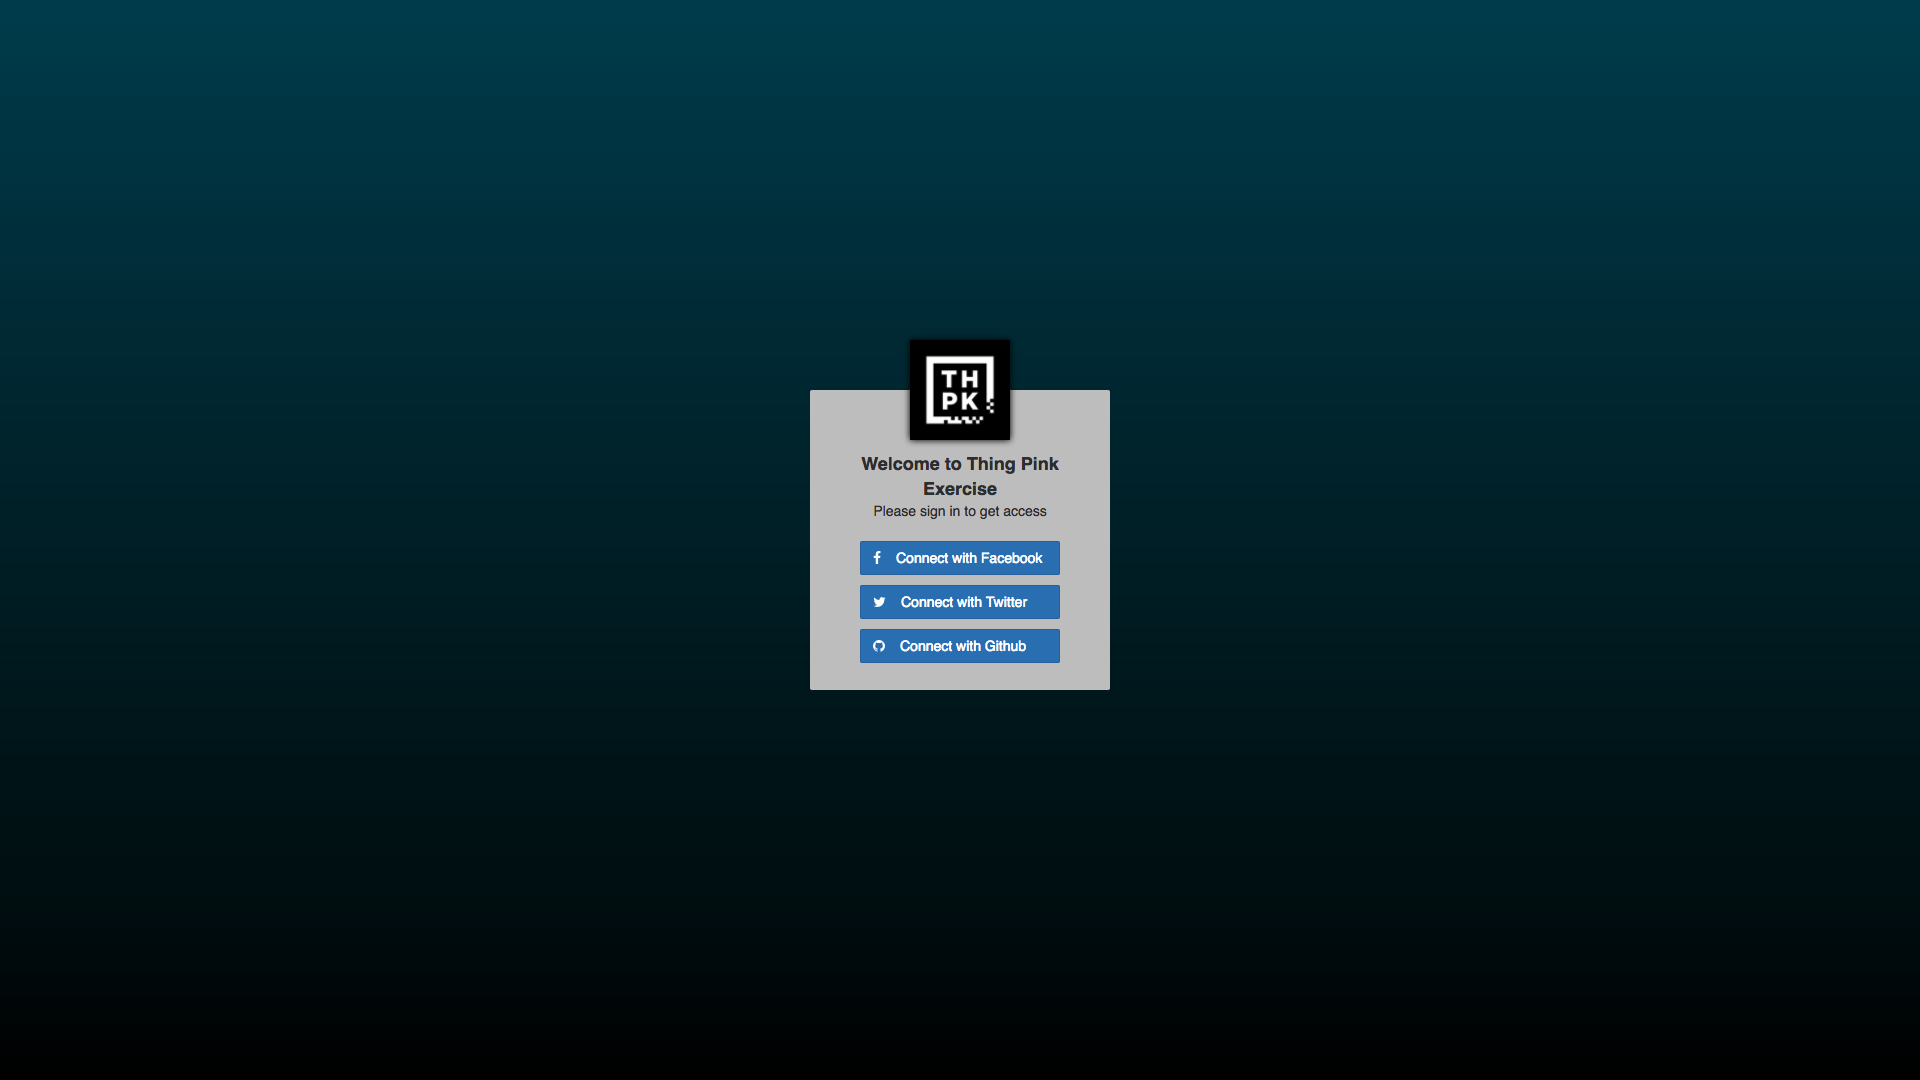 TH
PK
Welcome to Thing Pink
Exercise
Please sign in to get access
Connect with Facebook
Connect with Twitter
Connect with Github